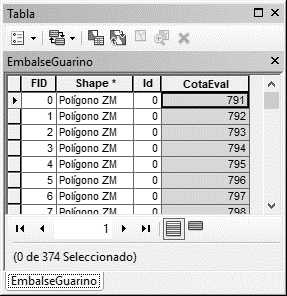 Tabla
EmbalseGuarino
FID Shape * Id CotaEval
0 Polígono ZM 0 791
1 Polígono ZM 0 792
2 Polígono ZM 0 793
3 Polígono ZM 0 794
4 Polígono ZM 0 795
5 Polígono ZM 0 796
6 Polígono ZM 0 797
7 Polígono ZM 0 798
1
(0 de 374 Seleccionado)
EmbalseGuarino